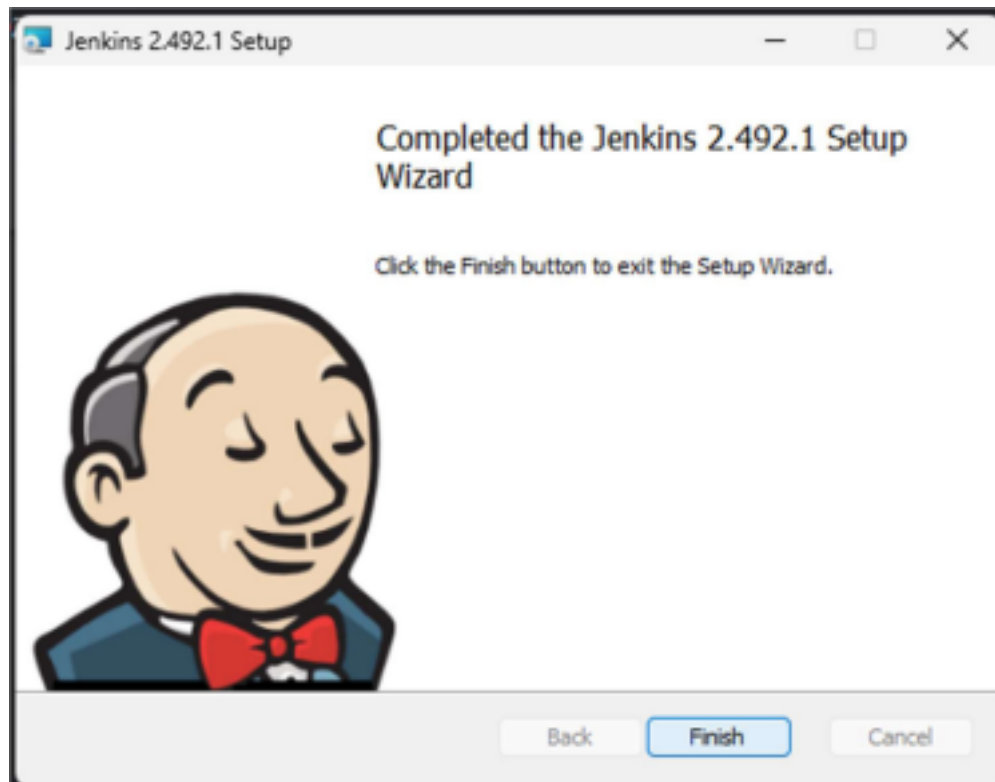 Jenkins 2.492.1 Setup
Completed the Jenkins 2.492.1 Setup
Wizard
Click the Finish button to exit the Setup Wizard.
Back Finish Cancel